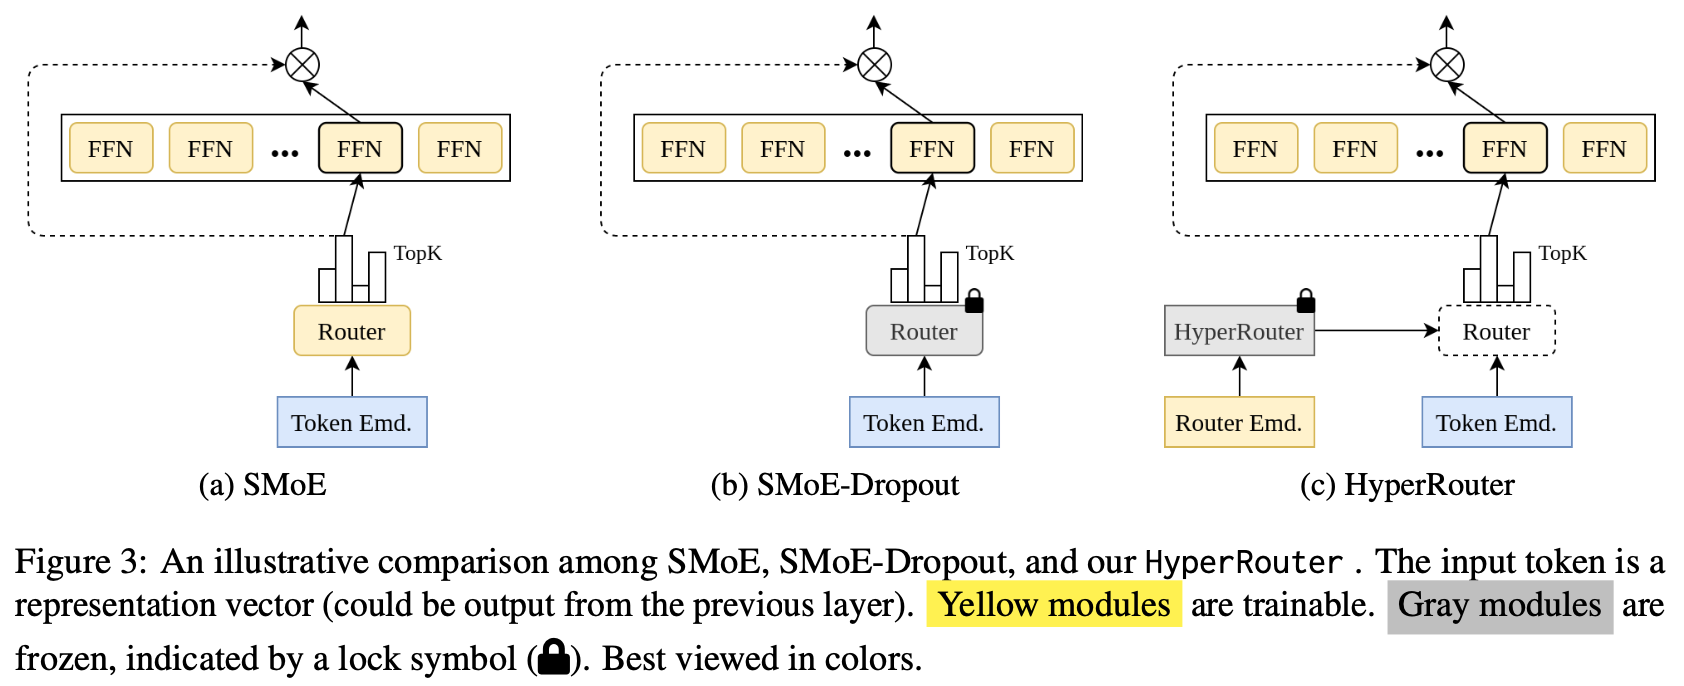 FFN FFN ... FFN FFN
TopK
Router
Token Emd.
(a) SMoE
FFN FFN ... FFN FFN
TopK
Router
Token Emd.
(b) SMoE-Dropout
FFN FFN ... FFN FFN
TopK
HyperRouter Router
Router Emd. Token Emd.
(c) HyperRouter
Figure 3: An illustrative comparison among SMoE, SMoE-Dropout, and our HyperRouter . The input token is a
representation vector (could be output from the previous layer). Yellow modules are trainable. Gray modules are
frozen, indicated by a lock symbol (🔒). Best viewed in colors.